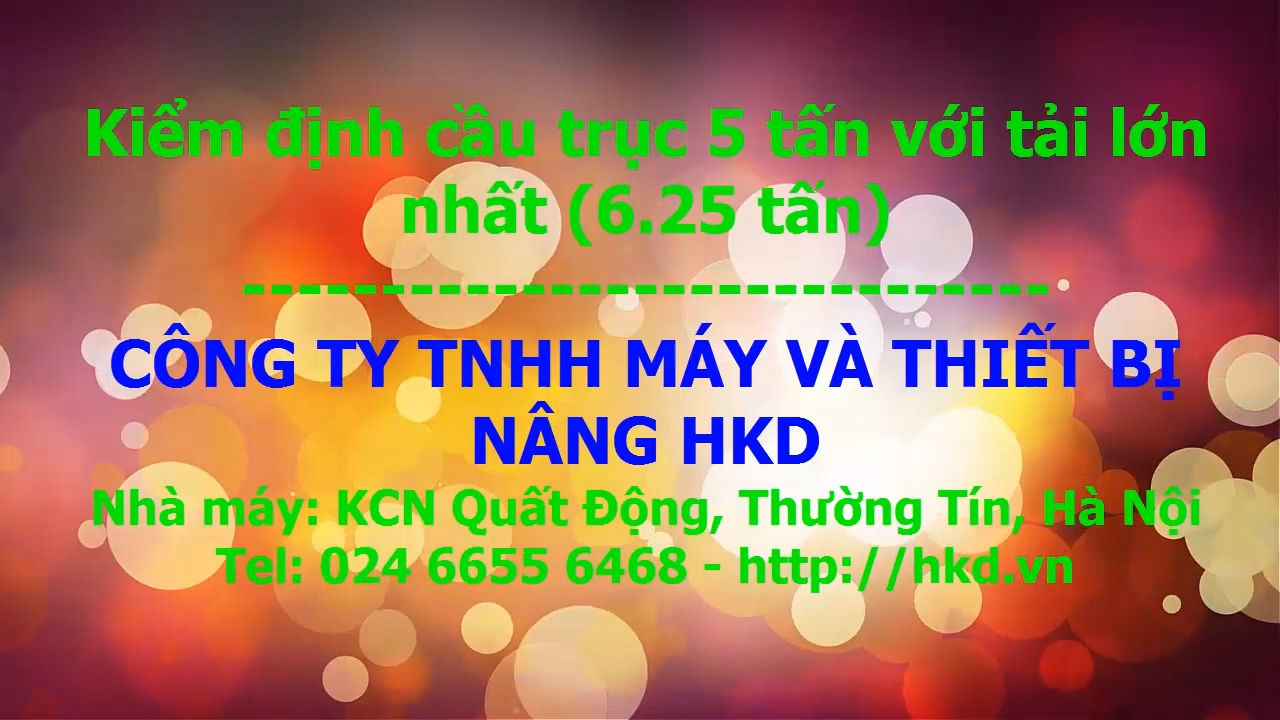 Kiểm định cầu trục 5 tấn với tải lớn
nhất (6.25 tấn)
-----------------------------
CÔNG TY TNHH MÁY VÀ THIẾT BỊ
NÂNG HKD
Nhà máy: KCN Quất Động, Thường Tín, Hà Nội
Tel: 024 6655 6468 - http://hkd.vn